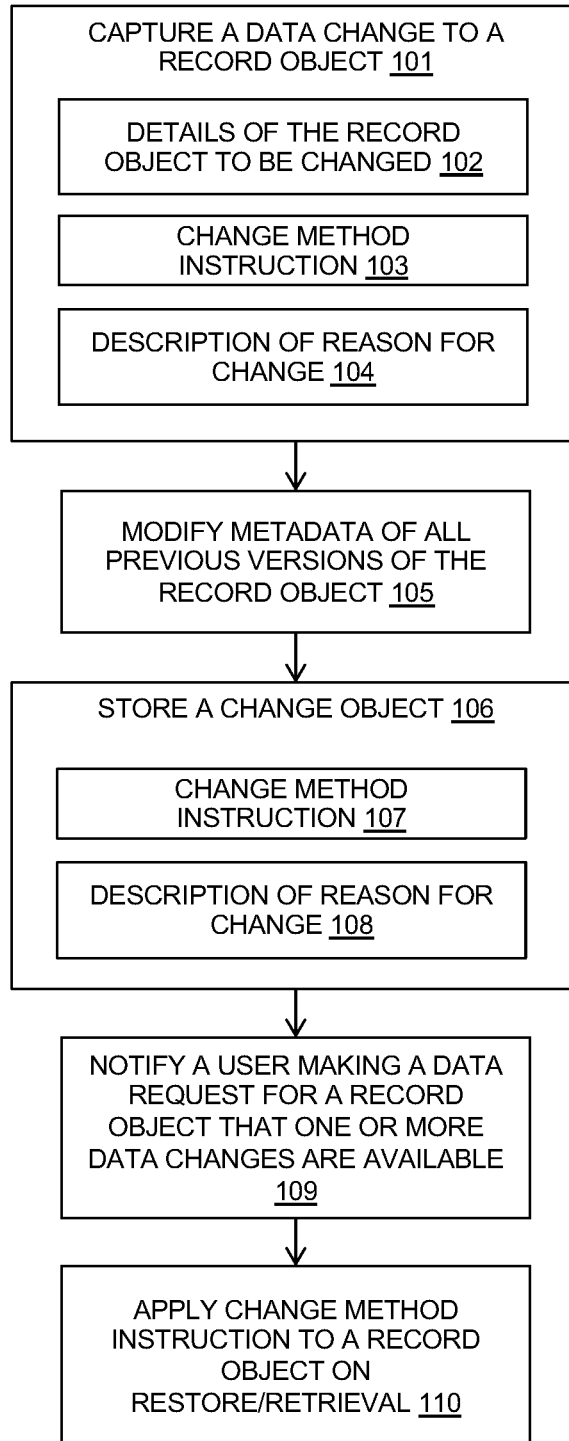 CAPTURE A DATA CHANGE TO A
RECORD OBJECT 101
DETAILS OF THE RECORD
OBJECT TO BE CHANGED 102
CHANGE METHOD
INSTRUCTION 103
DESCRIPTION OF REASON FOR
CHANGE 104
MODIFY METADATA OF ALL
PREVIOUS VERSIONS OF THE
RECORD OBJECT 105
STORE A CHANGE OBJECT 106
CHANGE METHOD
INSTRUCTION 107
DESCRIPTION OF REASON FOR
CHANGE 108
NOTIFY A USER MAKING A DATA
REQUEST FOR A RECORD
OBJECT THAT ONE OR MORE
DATA CHANGES ARE AVAILABLE
109
APPLY CHANGE METHOD
INSTRUCTION TO A RECORD
OBJECT ON
RESTORE/RETRIEVAL 110